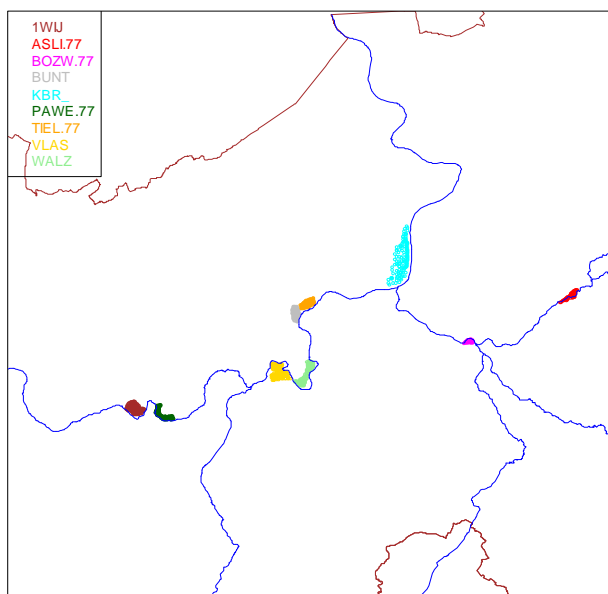 1WIJ
ASLI.77
BOZW.77
BUNT
KBR_
PAWE.77
TIEL.77
VLAS
WALZ